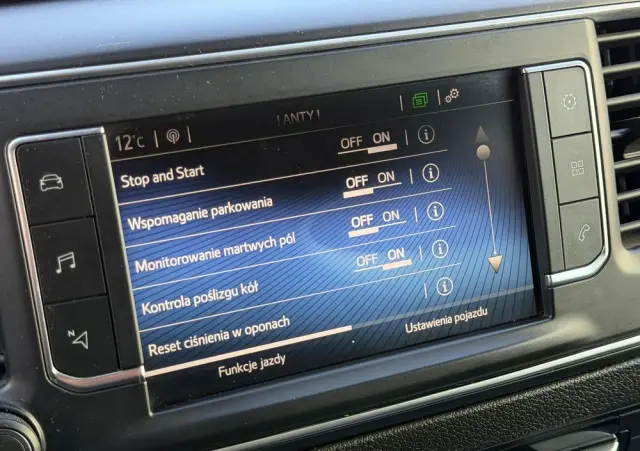 12°C !ANTY!
Stop and Start OFF ON i
Wspomaganie parkowania OFF ON i
Monitorowanie martwych pól OFF ON i
Kontrola poślizgu kół OFF ON i
Reset ciśnienia w oponach i
Funkcje jazdy Ustawienia pojazdu
N